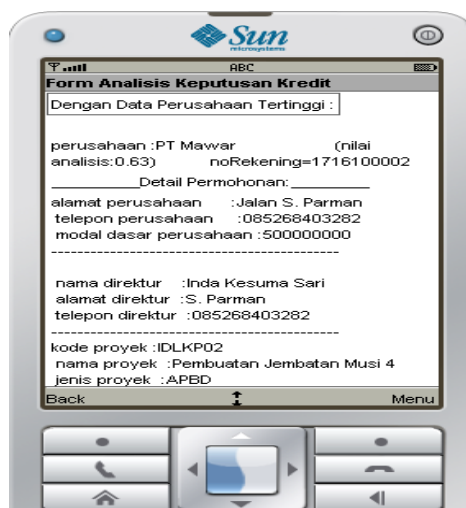 Sun
microsystems
ABC
Form Analisis Keputusan Kredit
Dengan Data Perusahaan Tertinggi :
perusahaan :PT Mawar (nilai
analisis:0.63) noRekening=1716100002
_________Detail Permohonan:________
alamat perusahaan :Jalan S. Parman
telepon perusahaan :085268403282
modal dasar perusahaan :500000000
------------------------------------------------
nama direktur :Inda Kesuma Sari
alamat direktur :S. Parman
telepon direktur :085268403282
------------------------------------------------
kode proyek :IDLKP02
nama proyek :Pembuatan Jembatan Musi 4
jenis proyek :APBD
Back Menu